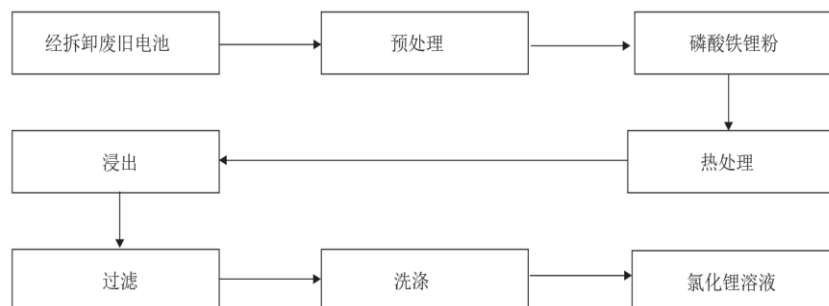 经拆卸废旧电池
预处理
磷酸铁锂粉
热处理
浸出
过滤
洗涤
氯化锂溶液